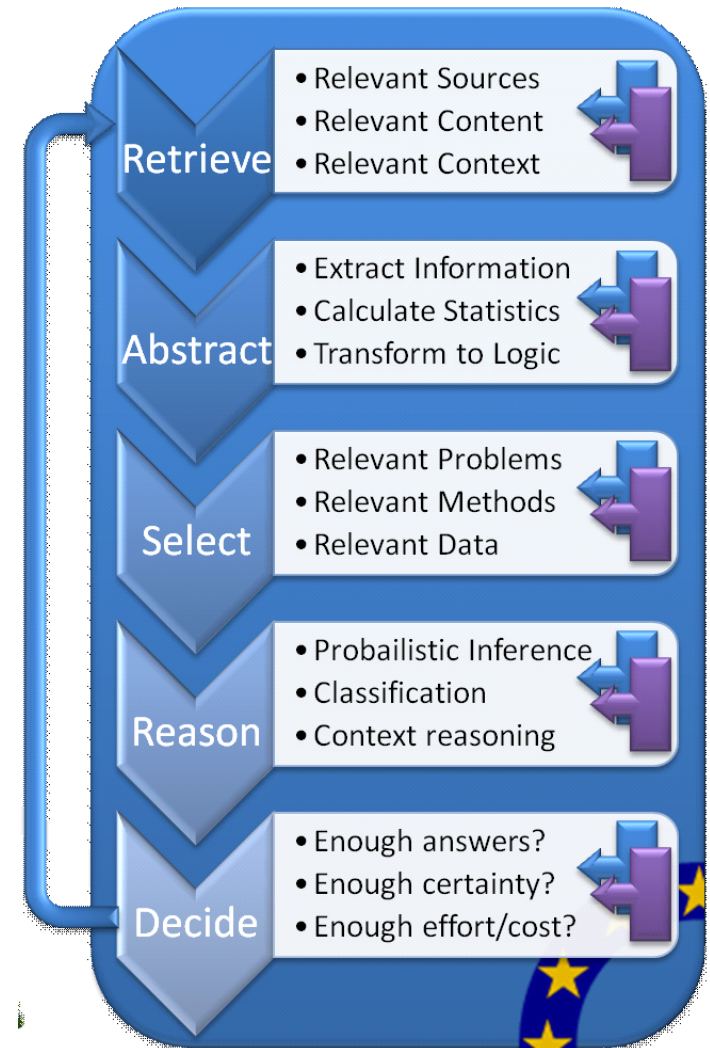 Retrieve
• Relevant Sources
• Relevant Content
• Relevant Context
Abstract
• Extract Information
• Calculate Statistics
• Transform to Logic
Select
• Relevant Problems
• Relevant Methods
• Relevant Data
Reason
• Probailistic Inference
• Classification
• Context reasoning
Decide
• Enough answers?
• Enough certainty?
• Enough effort/cost?